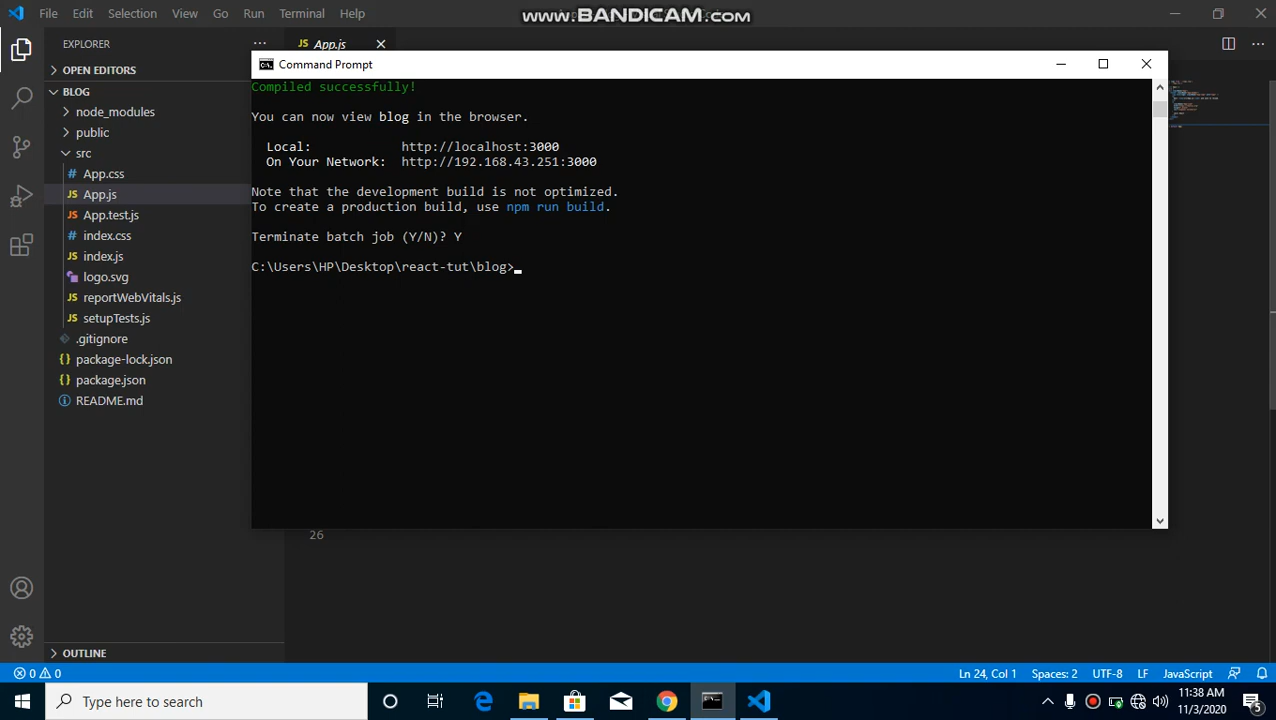 File Edit Selection View Go Run Terminal Help
www.BANDICAM.com
EXPLORER
App.js
OPEN EDITORS
BLOG
node_modules
public
src
App.css
App.js
App.test.js
index.css
index.js
logo.svg
reportWebVitals.js
setupTests.js
.gitignore
package-lock.json
package.json
README.md
OUTLINE
Command Prompt
Compiled successfully!
You can now view blog in the browser.
Local: http://localhost:3000
On Your Network: http://192.168.43.251:3000
Note that the development build is not optimized.
To create a production build, use npm run build.
Terminate batch job (Y/N)? Y
C:\Users\HP\Desktop\react-tut\blog>
26
0 0
Ln 24, Col 1 Spaces: 2 UTF-8 LF JavaScript
Type here to search
11:38 AM
11/3/2020
5